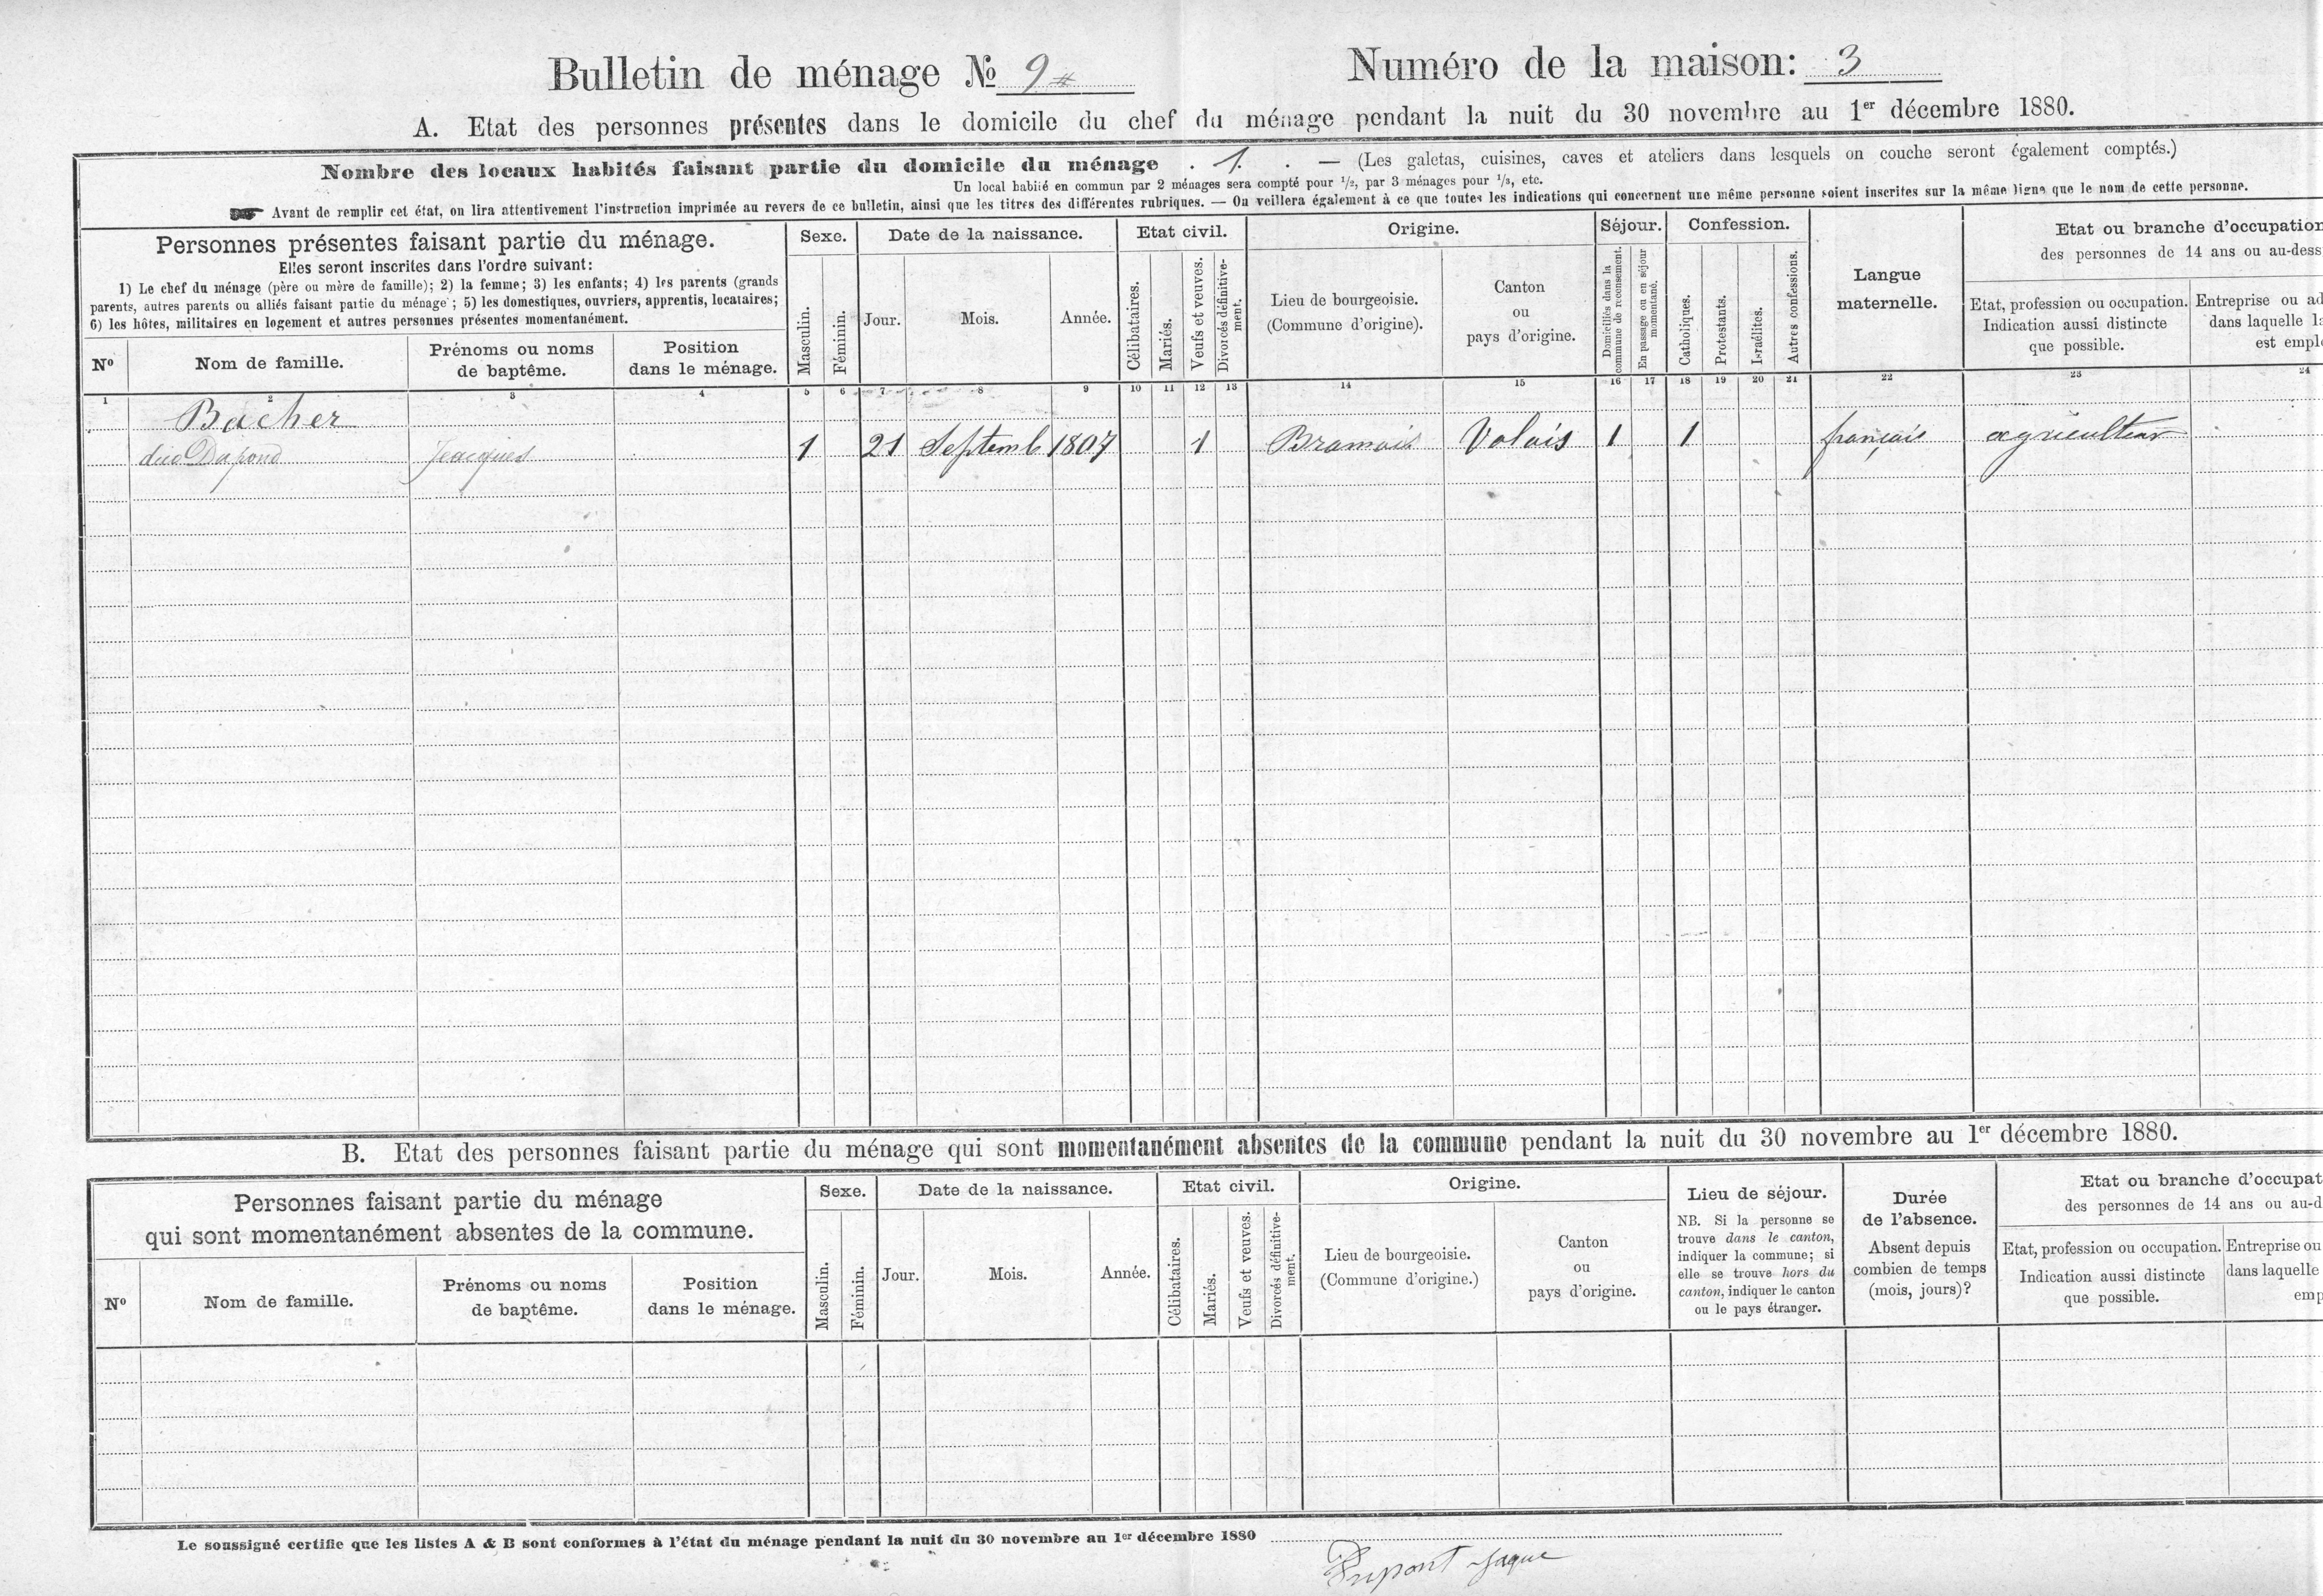 Bulletin de ménage No 9
Numéro de la maison: 3
A. Etat des personnes présentes dans le domicile du chef du ménage pendant la nuit du 30 novembre au 1er décembre 1880.
Nombre des locaux habités faisant partie du domicile du ménage . 1. . — (Les galetas, cuisines, caves et ateliers dans lesquels on couche seront également comptés.)
Un local habité en commun par 2 ménages sera compté pour 1/2, par 3 ménages pour 1/3, etc.
☛ Avant de remplir cet état, on lira attentivement l'instruction imprimée au revers de ce bulletin, ainsi que les titres des différentes rubriques. — On veillera également à ce que toutes les indications qui concernent une même personne soient inscrites sur la même ligne que le nom de cette personne.
Personnes présentes faisant partie du ménage.
Elles seront inscrites dans l'ordre suivant:
1) Le chef du ménage (père ou mère de famille); 2) la femme; 3) les enfants; 4) les parents (grands
parents, autres parents ou alliés faisant partie du ménage; 5) les domestiques, ouvriers, apprentis, locataires;
6) les hôtes, militaires en logement et autres personnes présentes momentanément.
No
Nom de famille.
Prénoms ou noms
de baptême.
Position
dans le ménage.
Sexe.
Masculin.
Féminin.
Date de la naissance.
Jour.
Mois.
Année.
Etat civil.
Célibataires.
Mariés.
Veufs et veuves.
Divorcés définitive-
ment.
Origine.
Lieu de bourgeoisie.
(Commune d'origine).
Canton
ou
pays d'origine.
Séjour.
Domiciliés dans la
commune de recensement.
En passage ou en séjour
momentané.
Confession.
Catholiques.
Protestants.
Israélites.
Autres confessions.
Langue
maternelle.
Etat ou branche d'occupation
des personnes de 14 ans ou au-dess
Etat, profession ou occupation.
Indication aussi distincte
que possible.
Entreprise ou ad
dans laquelle la
est empl
1 2 3 4 5 6 7 8 9 10 11 12 13 14 15 16 17 18 19 20 21 22 23 24
Bacher
Jeacques 1 21 Septemb 1807 1 Bramois Valais 1 1 français agriculteur
B. Etat des personnes faisant partie du ménage qui sont momentanément absentes de la commune pendant la nuit du 30 novembre au 1er décembre 1880.
Personnes faisant partie du ménage
qui sont momentanément absentes de la commune.
No
Nom de famille.
Prénoms ou noms
de baptême.
Position
dans le ménage.
Sexe.
Masculin.
Féminin.
Date de la naissance.
Jour.
Mois.
Année.
Etat civil.
Célibataires.
Mariés.
Veufs et veuves.
Divorcés définitive-
ment.
Origine.
Lieu de bourgeoisie.
(Commune d'origine.)
Canton
ou
pays d'origine.
Lieu de séjour.
NB. Si la personne se
trouve dans le canton,
indiquer la commune; si
elle se trouve hors du
canton, indiquer le canton
ou le pays étranger.
Durée
de l'absence.
Absent depuis
combien de temps
(mois, jours)?
Etat ou branche d'occupat
des personnes de 14 ans ou au-d
Etat, profession ou occupation.
Indication aussi distincte
que possible.
Entreprise ou
dans laquelle
emp
Le soussigné certifie que les listes A & B sont conformes à l'état du ménage pendant la nuit du 30 novembre au 1er décembre 1880
Dupont Jaque